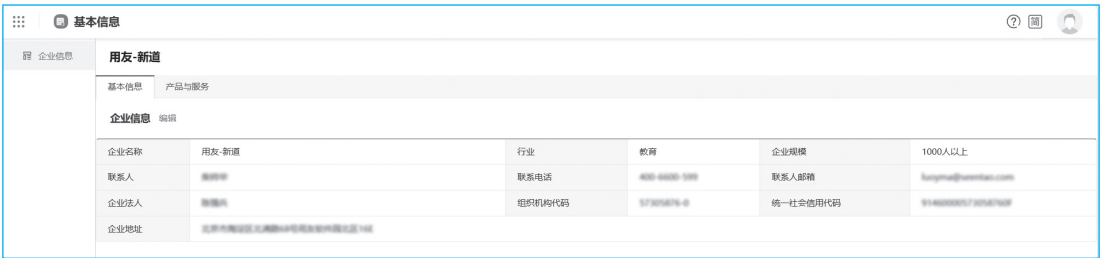 基本信息 简
企业信息
用友-新道
基本信息 产品与服务
企业信息 编辑
企业名称 用友-新道 行业 教育 企业规模 1000人以上
联系人 联系电话 400-6600-599 联系人邮箱
企业法人 组织机构代码 57305876-0 统一社会信用代码
企业地址